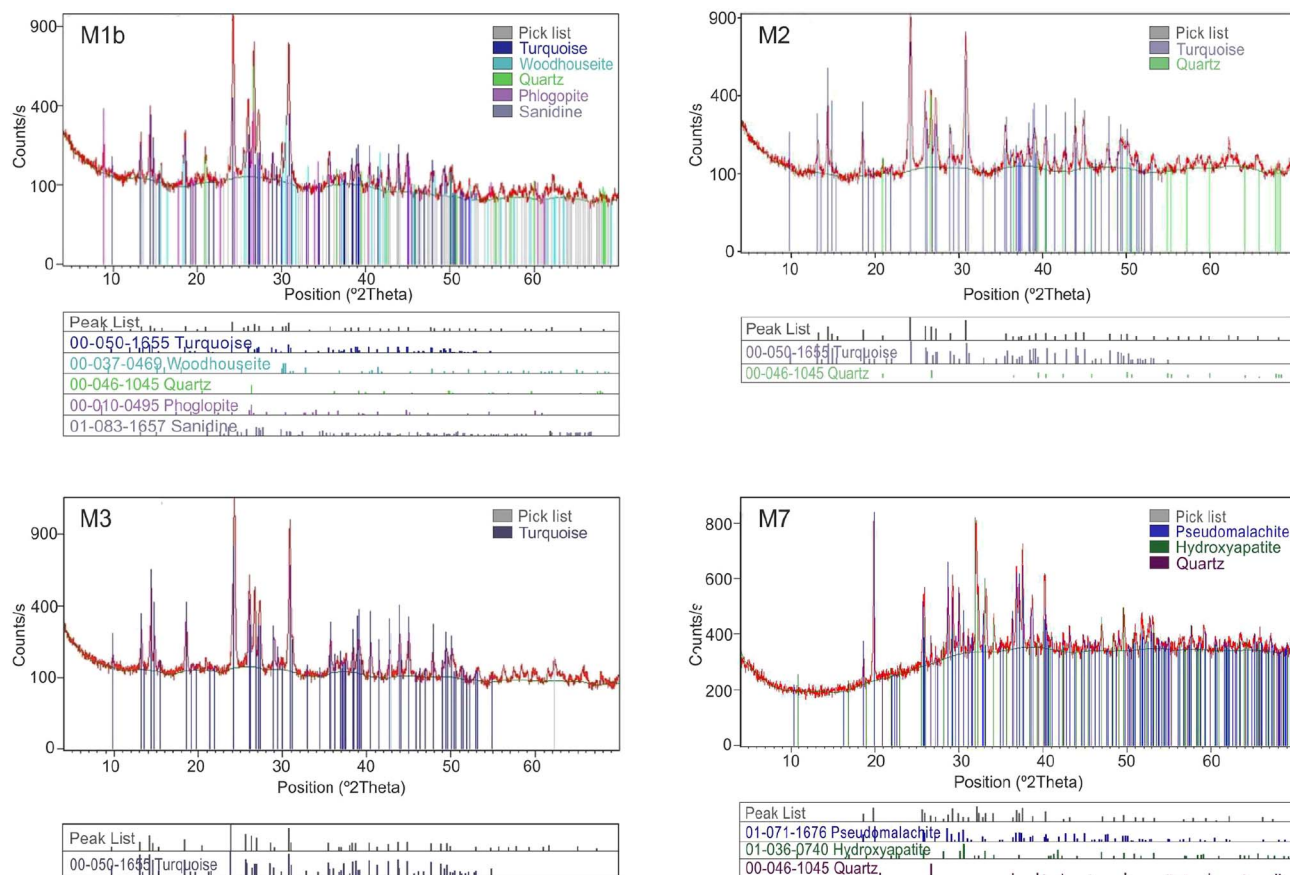 M1b
Pick list
Turquoise
Woodhouseite
Quartz
Phlogopite
Sanidine
900
400
100
0
Counts/s
10 20 30 40 50 60
Position (º2Theta)
Peak List
00-050-1655 Turquoise
00-037-0469 Woodhouseite
00-046-1045 Quartz
00-010-0495 Phoglopite
01-083-1657 Sanidine
M2
Pick list
Turquoise
Quartz
900
400
100
0
Counts/s
10 20 30 40 50 60
Position (º2Theta)
Peak List
00-050-1655 Turquoise
00-046-1045 Quartz
M3
Pick list
Turquoise
900
400
100
0
Counts/s
10 20 30 40 50 60
Position (º2Theta)
Peak List
00-050-1655 Turquoise
M7
Pick list
Pseudomalachite
Hydroxyapatite
Quartz
800
600
400
200
0
Counts/s
10 20 30 40 50 60
Position (º2Theta)
Peak List
01-071-1676 Pseudomalachite
01-036-0740 Hydroxyapatite
00-046-1045 Quartz